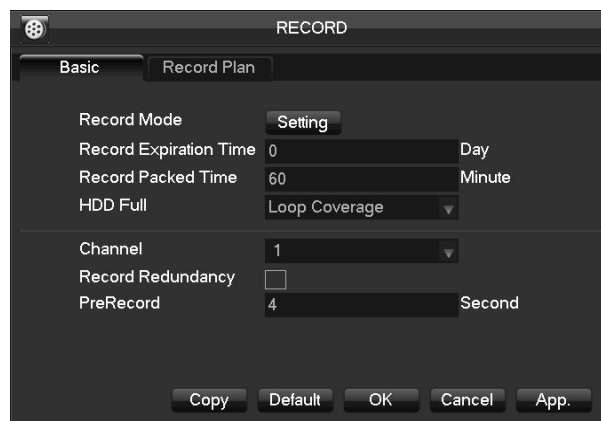 RECORD
Basic Record Plan
Record Mode Setting
Record Expiration Time 0 Day
Record Packed Time 60 Minute
HDD Full Loop Coverage
Channel 1
Record Redundancy
PreRecord 4 Second
Copy Default OK Cancel App.